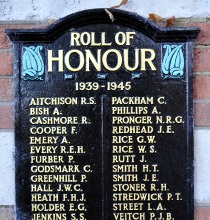 ROLL OF
HONOUR
1939-1945
AITCHISON R.S.
BISH A.
CASHMORE R.
COOPER F.
EMERY A.
EVERY R.E.H.
FURBER P.
GODSMARK C.
GREENHILL P.
HALL J.W.C.
HEATH F.H.J.
HOLDER E.G.
JENKINS S.S.
PACKHAM C.
PHILLIPS A.
PRONGER N.R.G.
REDHEAD J.E.
RICE G.W.
RICE W.S.
RUTT J.
SMITH H.T.
SMITH J.E.
STONER R.H.
STREDWICK P.T.
STREET L.A.
VEITCH P.J.B.